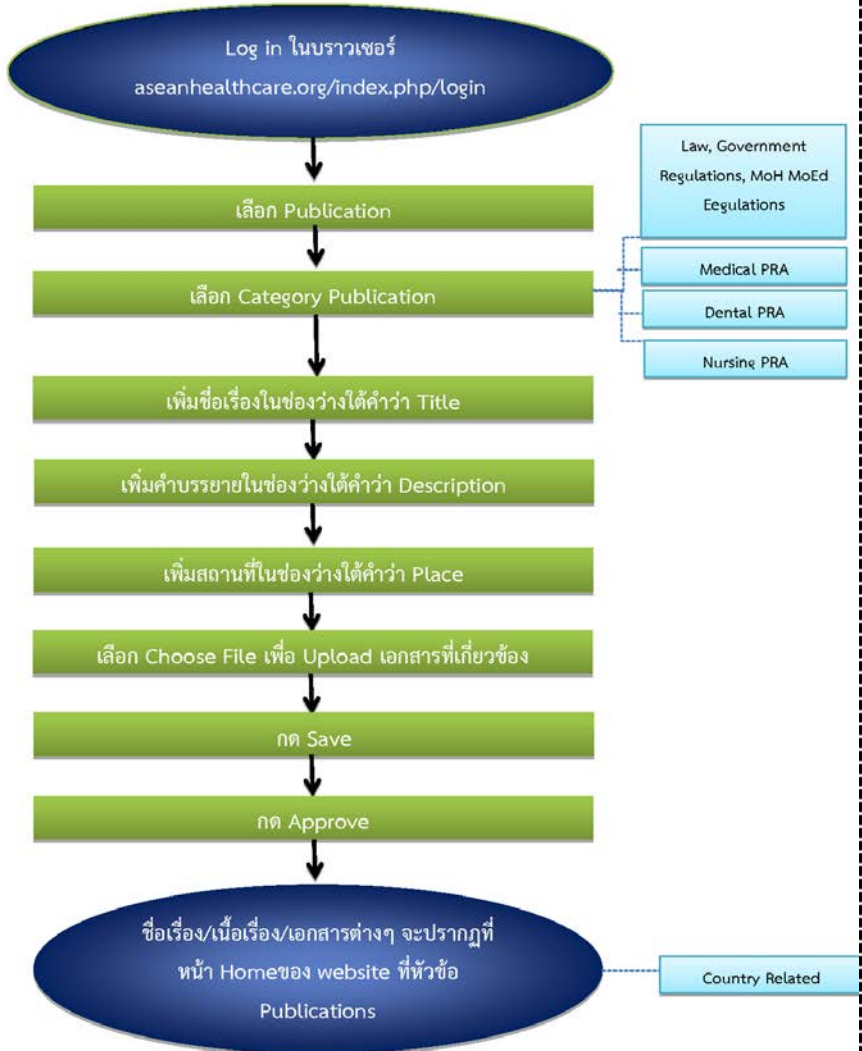 Log in ในบราวเซอร์
aseanhealthcare.org/index.php/login
เลือก Publication
เลือก Category Publication
Law, Government
Regulations, MoH MoEd
Eegulations
Medical PRA
Dental PRA
Nursing PRA
เพิ่มชื่อเรื่องในช่องว่างใต้คำว่า Title
เพิ่มคำบรรยายในช่องว่างใต้คำว่า Description
เพิ่มสถานที่ในช่องว่างใต้คำว่า Place
เลือก Choose File เพื่อ Upload เอกสารที่เกี่ยวข้อง
กด Save
กด Approve
ชื่อเรื่อง/เนื้อเรื่อง/เอกสารต่างๆ จะปรากฏที่
หน้า Homeของ website ที่หัวข้อ
Publications
Country Related